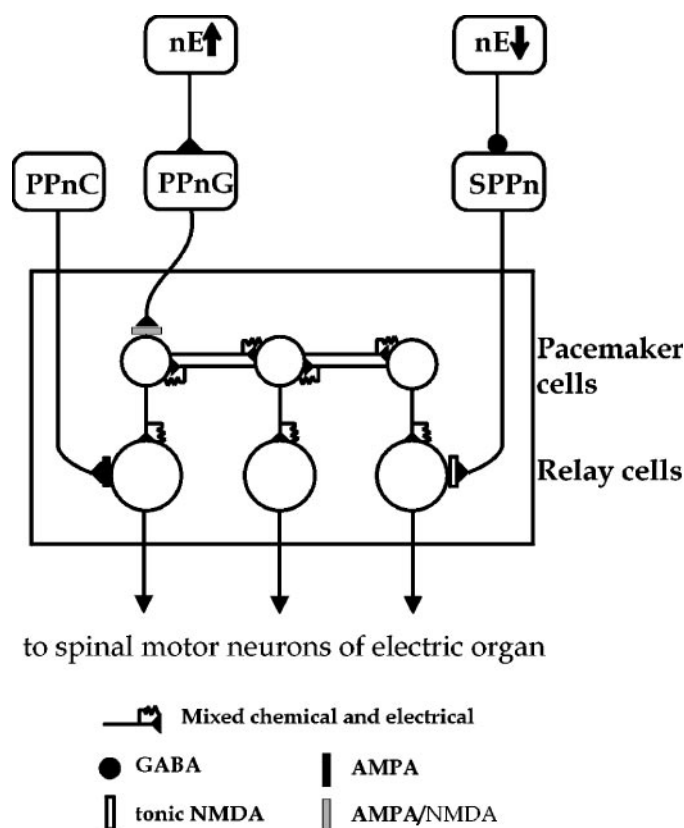 nE nE
PPnC PPnG SPPn
Pacemaker
cells
Relay cells
to spinal motor neurons of electric organ
Mixed chemical and electrical
GABA AMPA
tonic NMDA AMPA/NMDA